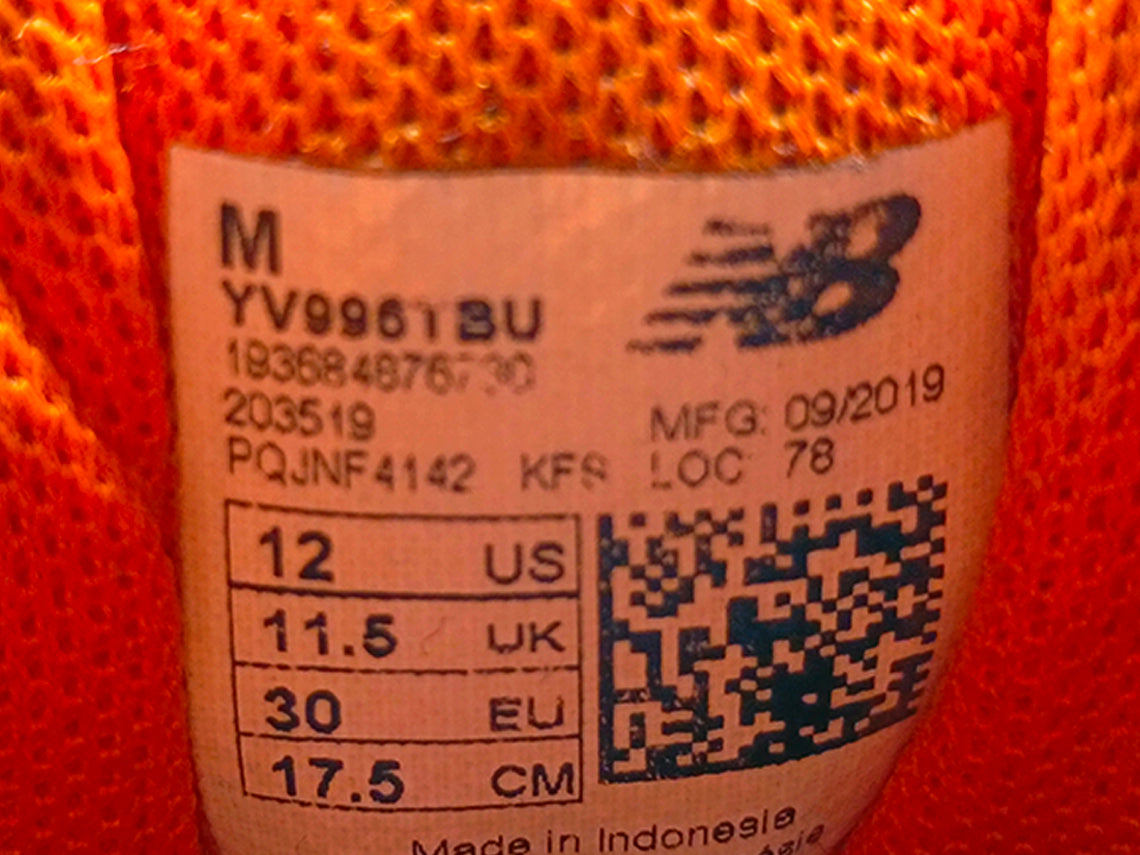 M
YV996TBU
203519
PQJNF4142 KFS
MFG: 09/2019
LOC: 78
12 US
11.5 UK
30 EU
17.5 CM
Made in Indonesia